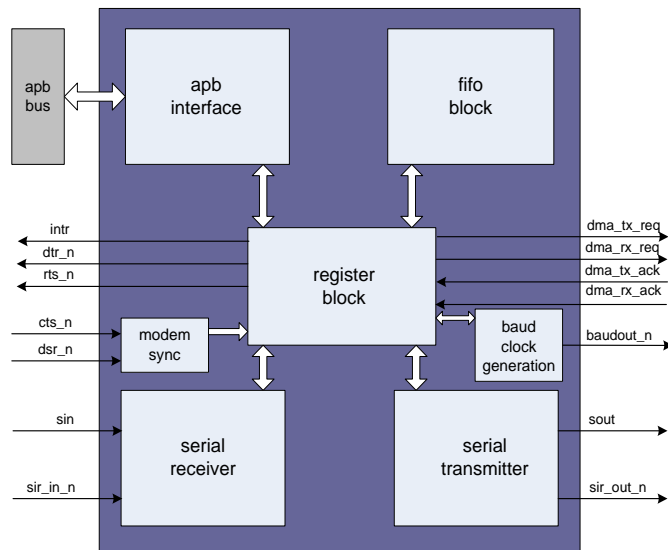 apb
bus
apb
interface
fifo
block
intr
dtr_n
rts_n
register
block
dma_tx_req
dma_rx_req
dma_tx_ack
dma_rx_ack
cts_n
dsr_n
modem
sync
baud
clock
generation
baudout_n
sin
sir_in_n
serial
receiver
serial
transmitter
sout
sir_out_n